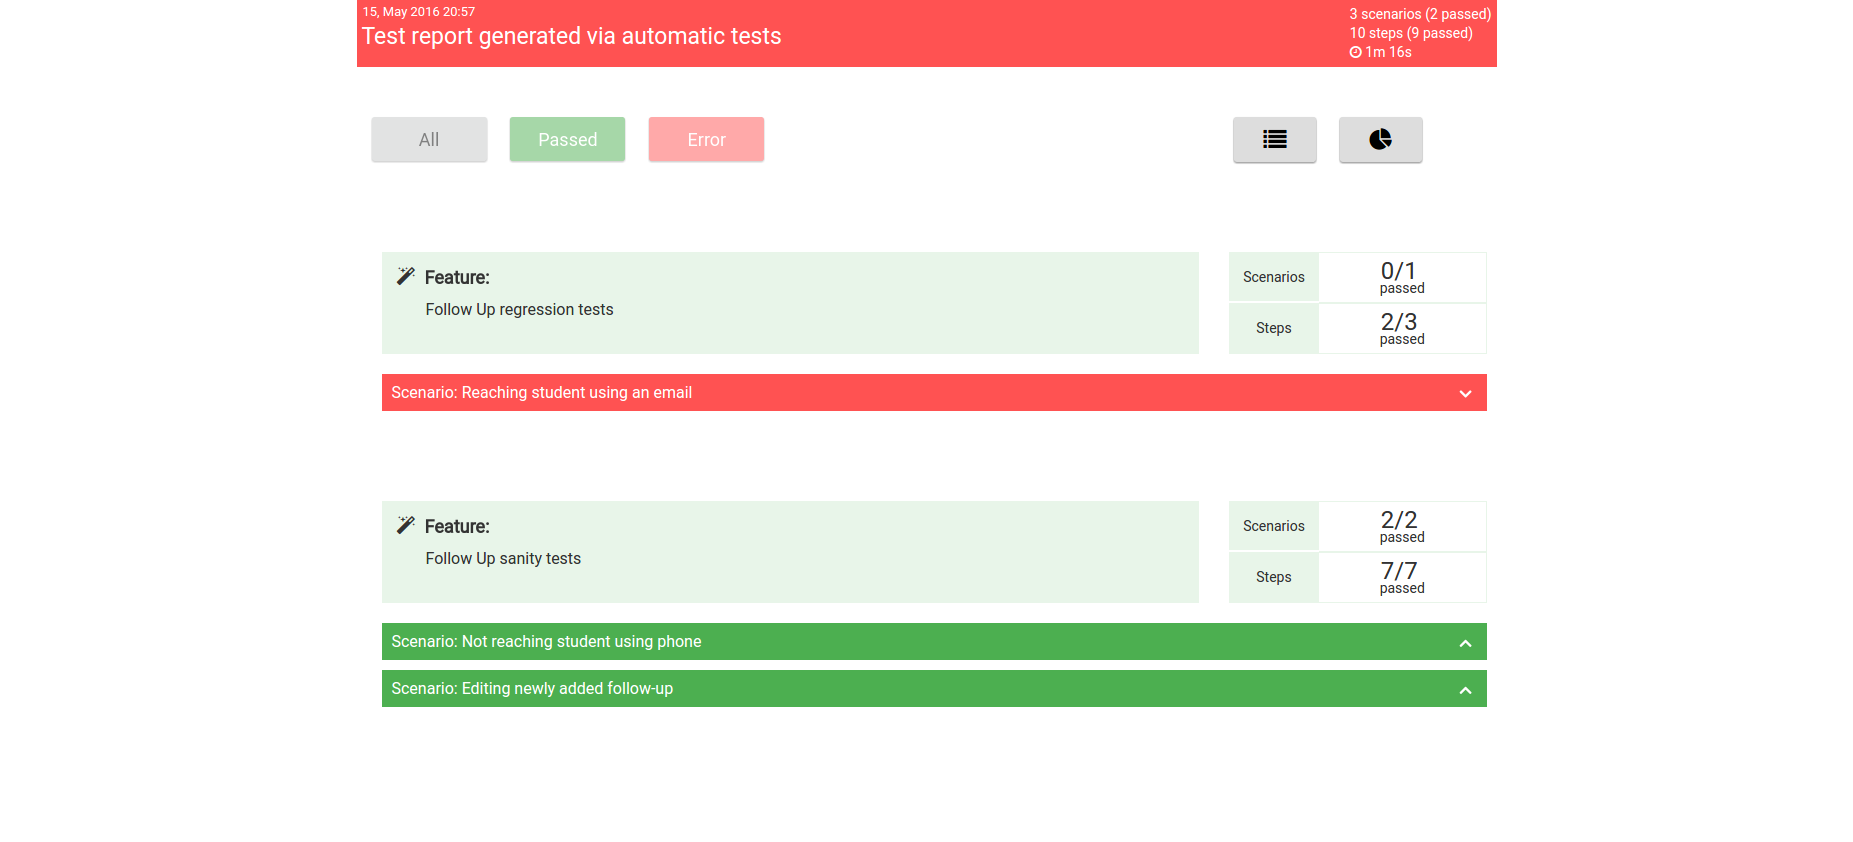 15, May 2016 20:57
Test report generated via automatic tests
3 scenarios (2 passed)
10 steps (9 passed)
1m 16s
All
Passed
Error
Feature:
Follow Up regression tests
Scenarios
0/1
passed
Steps
2/3
passed
Scenario: Reaching student using an email
Feature:
Follow Up sanity tests
Scenarios
2/2
passed
Steps
7/7
passed
Scenario: Not reaching student using phone
Scenario: Editing newly added follow-up